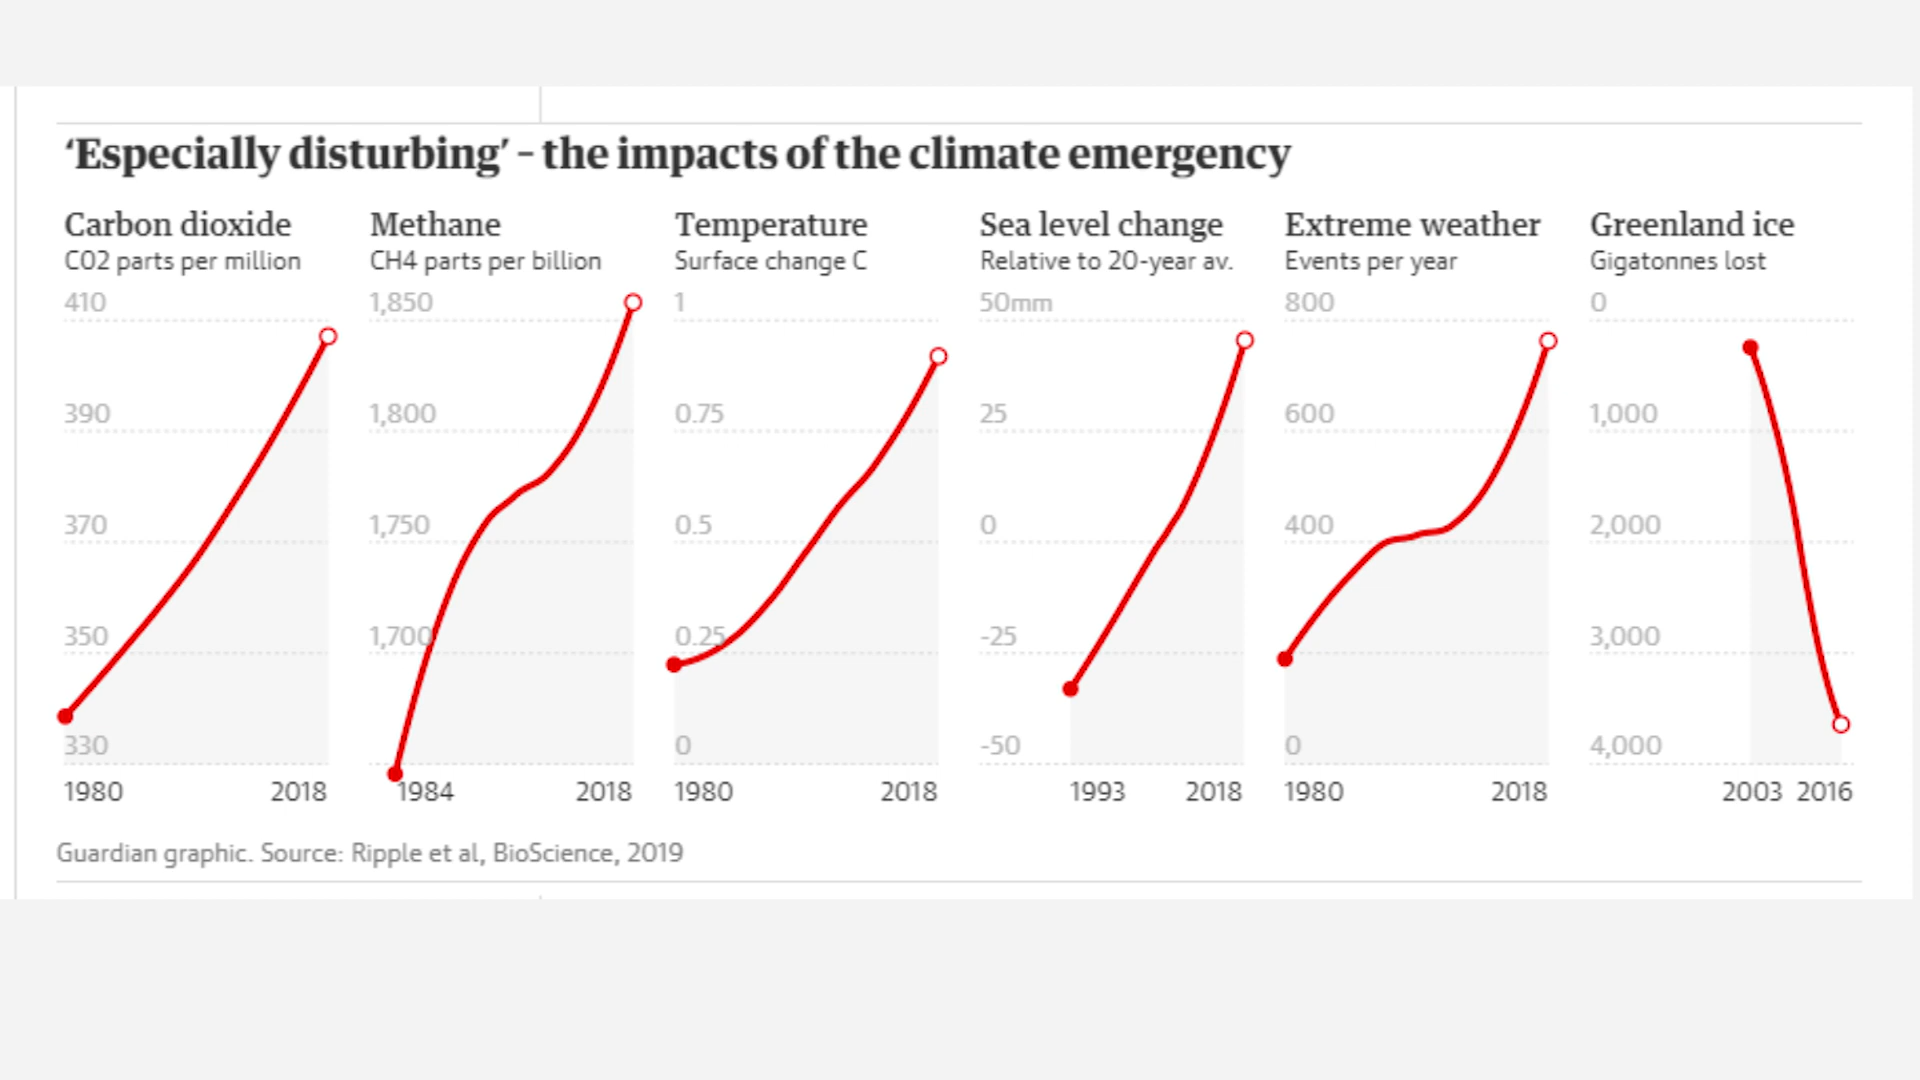 ‘Especially disturbing’ – the impacts of the climate emergency
Carbon dioxide
CO2 parts per million
410
390
370
350
330
1980 2018
Methane
CH4 parts per billion
1,850
1,800
1,750
1,700
1984 2018
Temperature
Surface change C
1
0.75
0.5
0.25
0
1980 2018
Sea level change
Relative to 20-year av.
50mm
25
0
-25
-50
1993 2018
Extreme weather
Events per year
800
600
400
0
1980 2018
Greenland ice
Gigatonnes lost
0
1,000
2,000
3,000
4,000
2003 2016
Guardian graphic. Source: Ripple et al, BioScience, 2019